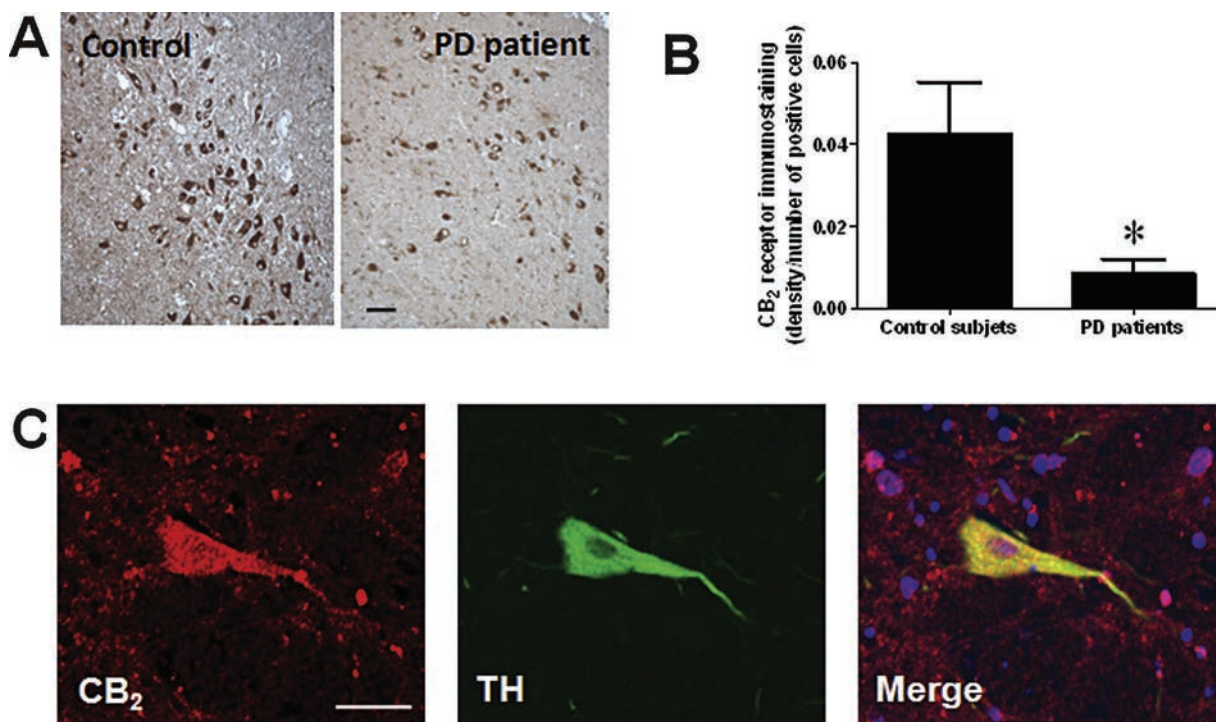 A
Control
PD patient
B
CB₂ receptor immunostaining
(density/number of positive cells)
0.06
0.04
0.02
0.00
*
Control subjets
PD patients
C
CB₂
TH
Merge